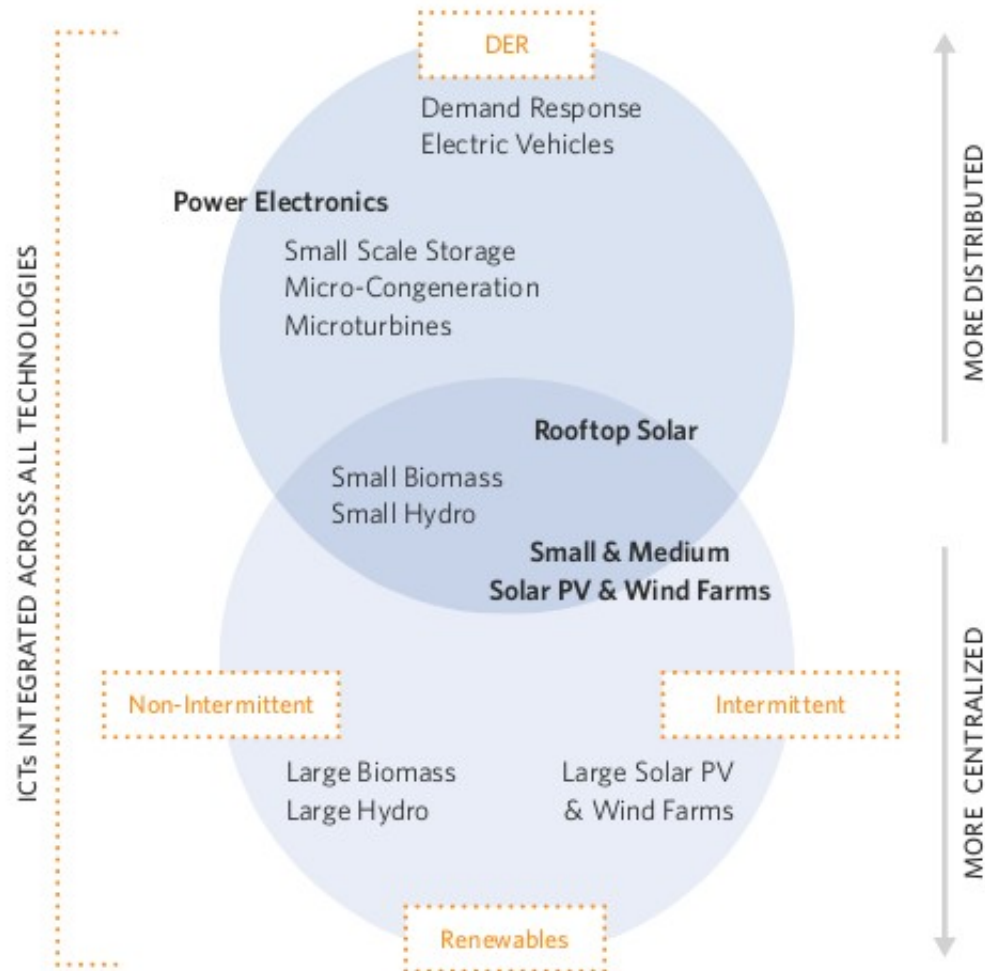 DER
Demand Response
Electric Vehicles
Power Electronics
Small Scale Storage
Micro-Congeneration
Microturbines
Rooftop Solar
Small Biomass
Small Hydro
Small & Medium
Solar PV & Wind Farms
Non-Intermittent
Intermittent
Large Biomass
Large Hydro
Large Solar PV
& Wind Farms
Renewables
ICTs INTEGRATED ACROSS ALL TECHNOLOGIES
MORE DISTRIBUTED
MORE CENTRALIZED